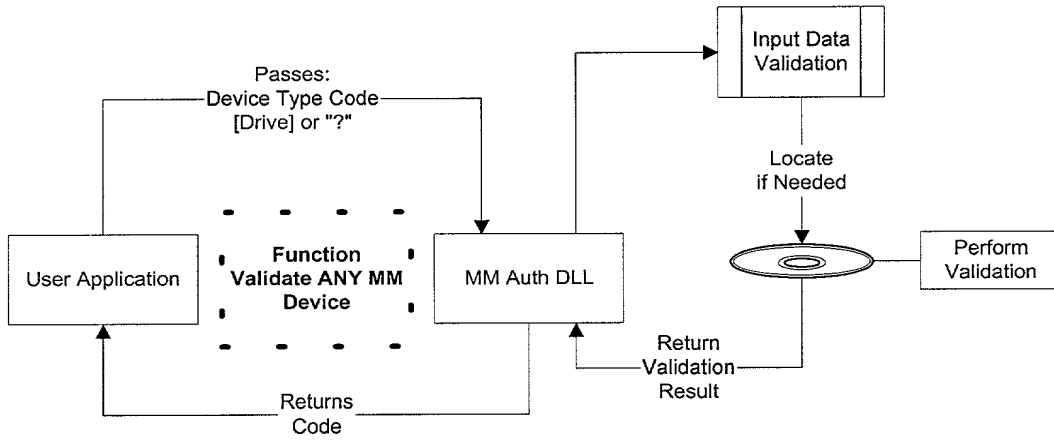 Passes:
Device Type Code
[Drive] or "?"
Input Data
Validation
Locate
if Needed
User Application
Function
Validate ANY MM
Device
MM Auth DLL
Perform
Validation
Return
Validation
Result
Returns
Code